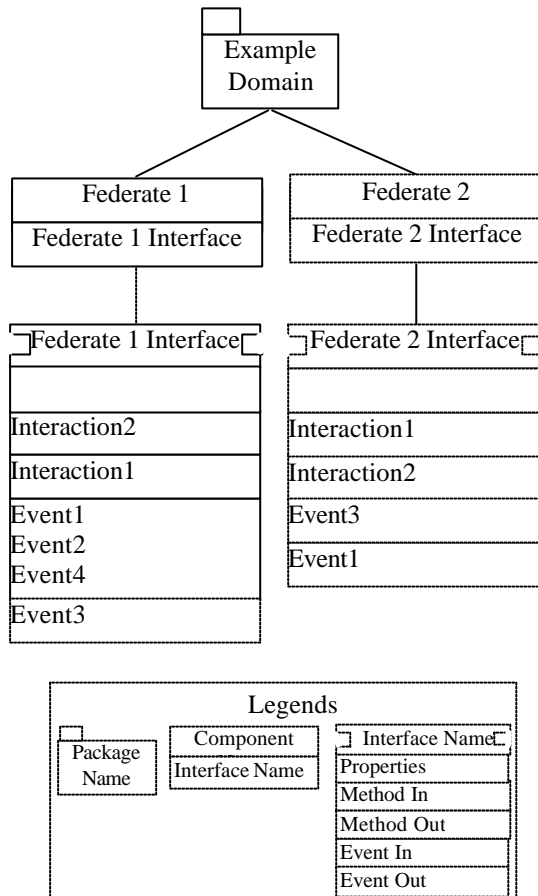 Example
Domain
Federate 1
Federate 1 Interface
Federate 2
Federate 2 Interface
Federate 1 Interface
Interaction2
Interaction1
Event1
Event2
Event4
Event3
Federate 2 Interface
Interaction1
Interaction2
Event3
Event1
Legends
Package
Name
Component
Interface Name
Interface Name
Properties
Method In
Method Out
Event In
Event Out